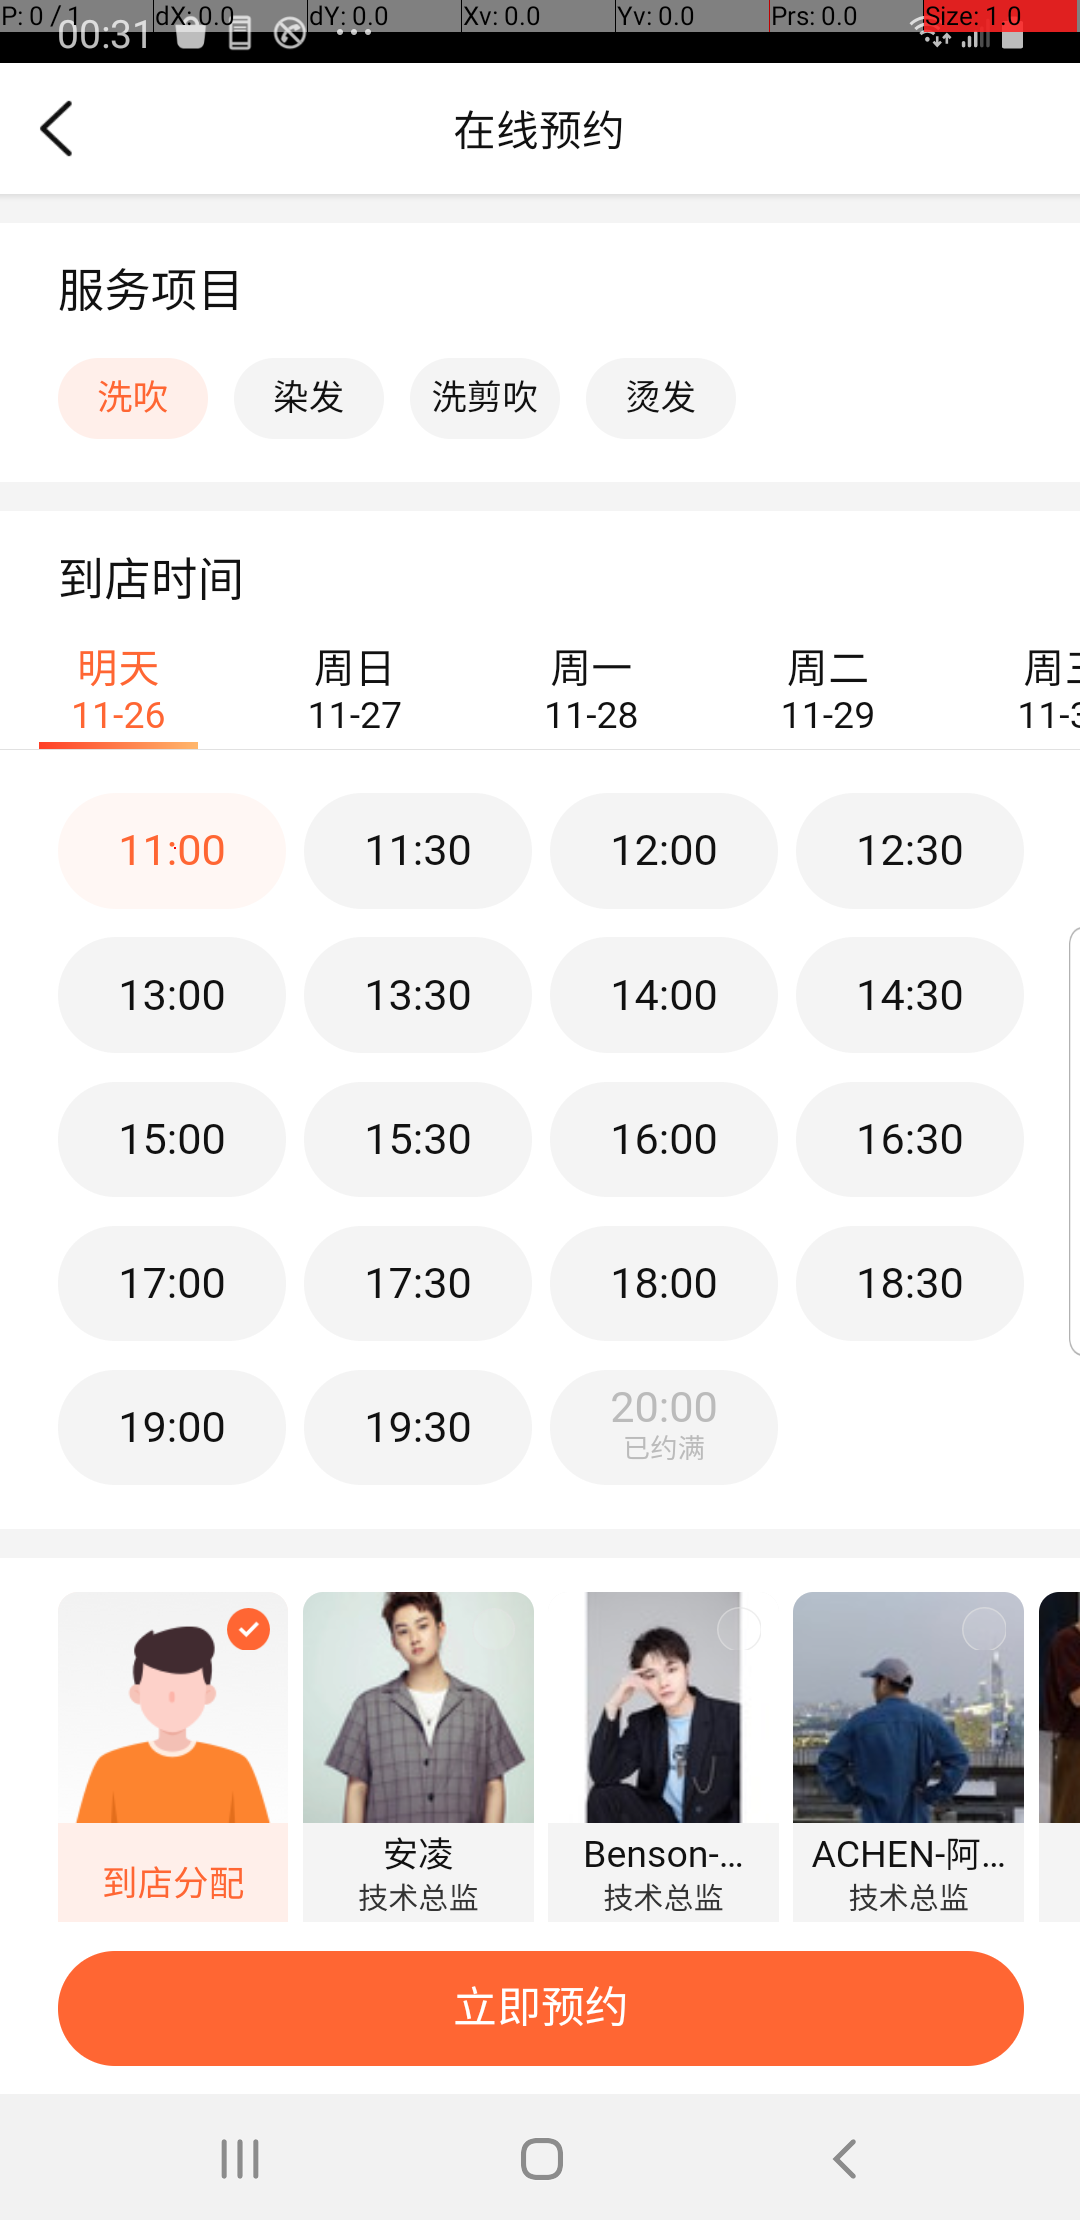 P: 0 / 1 dX: 0.0 dY: 0.0 Xv: 0.0 Yv: 0.0 Prs: 0.0 Size: 1.0
00:31
在线预约
服务项目
洗吹 染发 洗剪吹 烫发
到店时间
明天 周日 周一 周二
11-26 11-27 11-28 11-29
11:00 11:30 12:00 12:30
13:00 13:30 14:00 14:30
15:00 15:30 16:00 16:30
17:00 17:30 18:00 18:30
19:00 19:30 20:00
已约满
到店分配
安凌
技术总监
Benson-...
技术总监
ACHEN-阿...
技术总监
立即预约